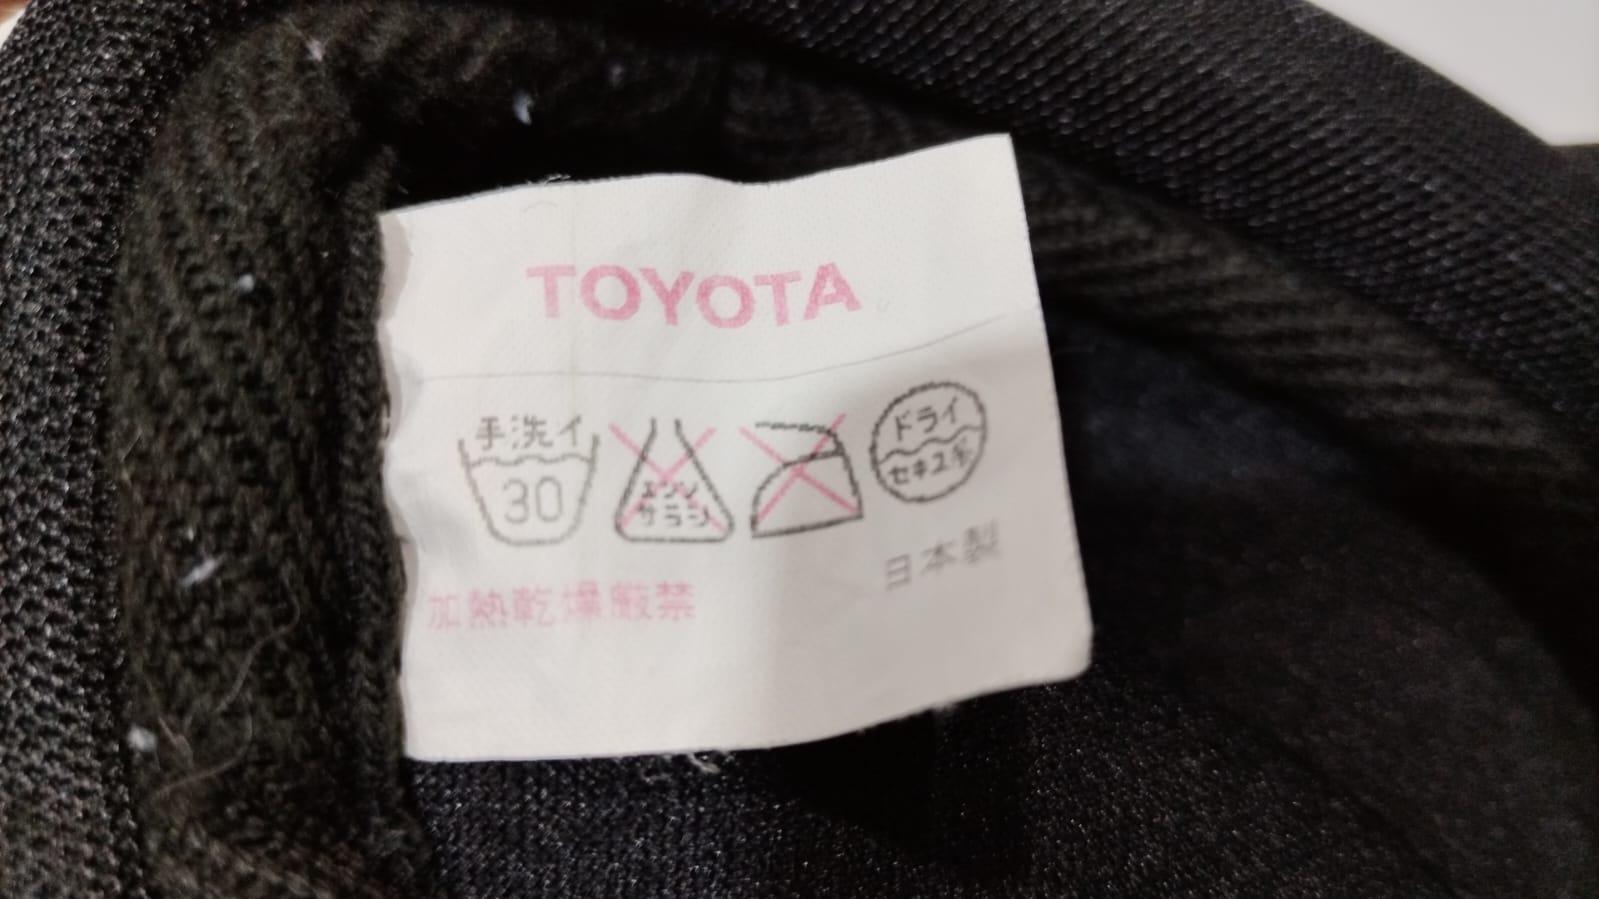 TOYOTA
手洗イ
30
エンソ
サラシ
ドライ
セキユ系
日本製
加熱乾燥厳禁